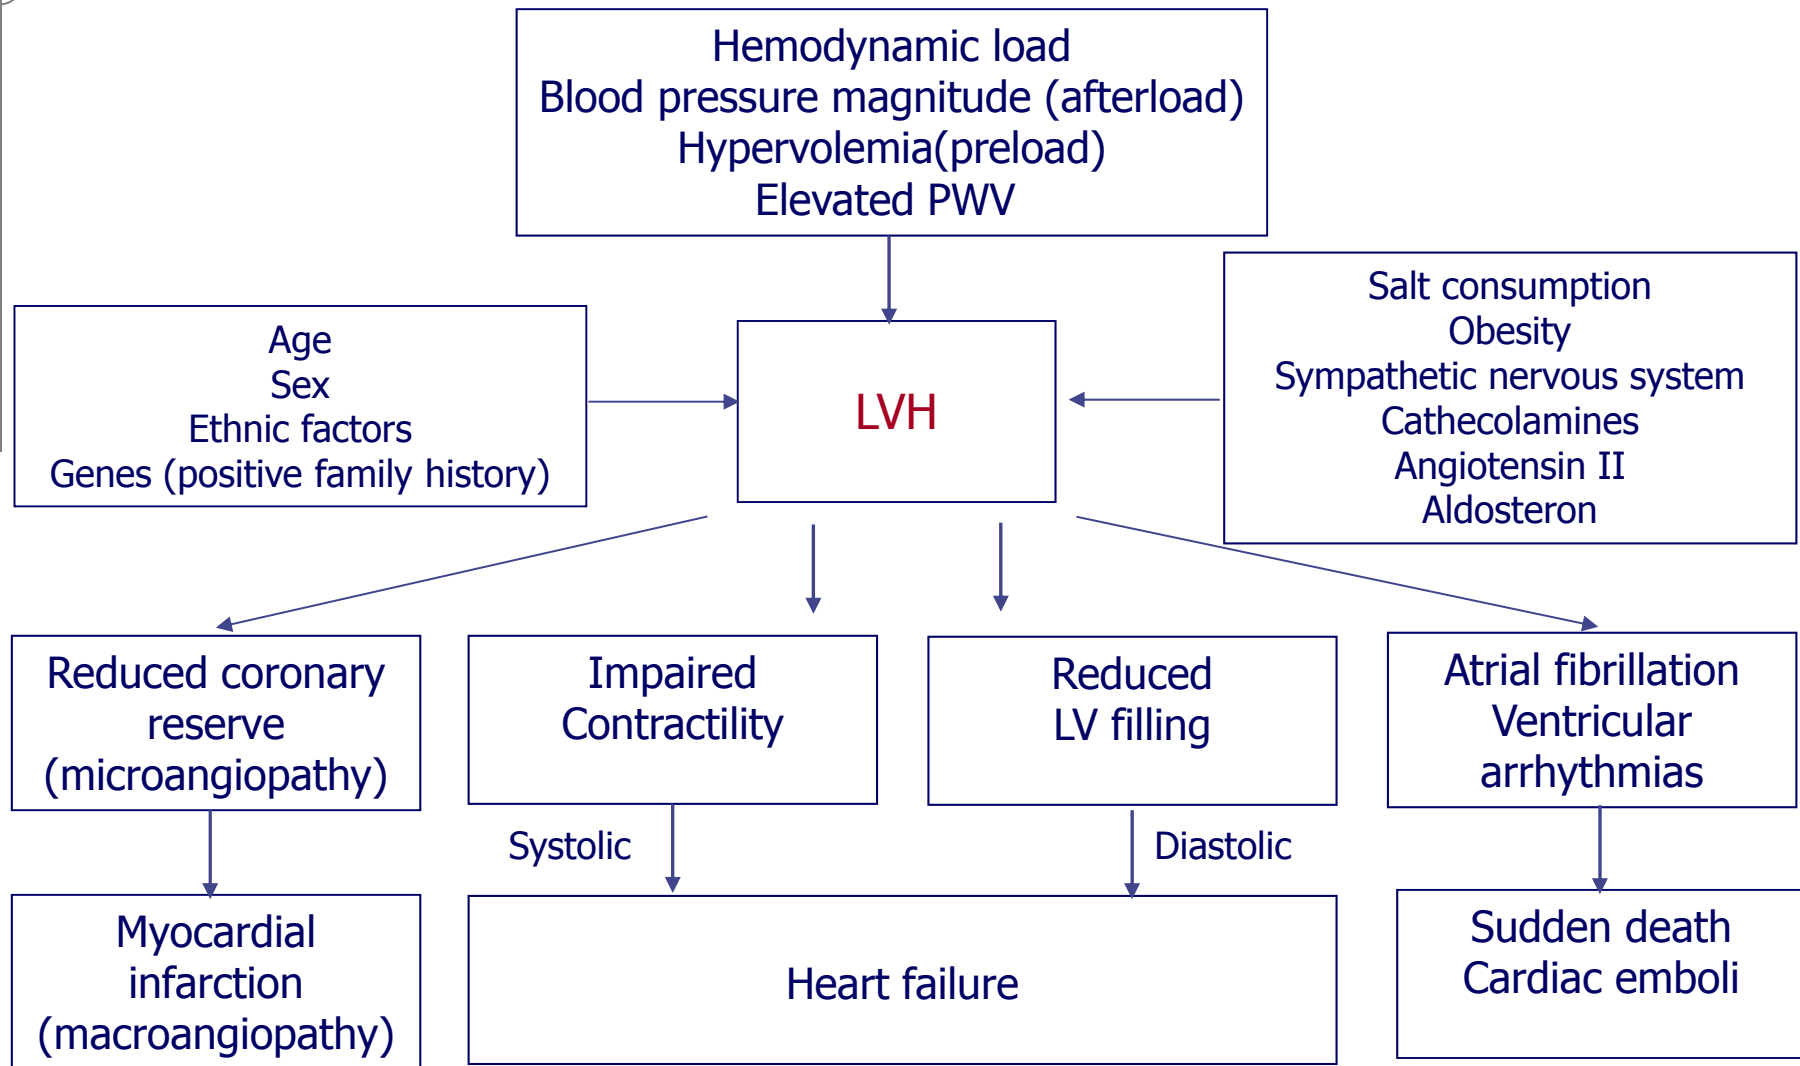 Hemodynamic load
Blood pressure magnitude (afterload)
Hypervolemia(preload)
Elevated PWV
Age
Sex
Ethnic factors
Genes (positive family history)
LVH
Salt consumption
Obesity
Sympathetic nervous system
Cathecolamines
Angiotensin II
Aldosteron
Reduced coronary
reserve
(microangiopathy)
Impaired
Contractility
Reduced
LV filling
Atrial fibrillation
Ventricular
arrhythmias
Systolic
Diastolic
Myocardial
infarction
(macroangiopathy)
Heart failure
Sudden death
Cardiac emboli